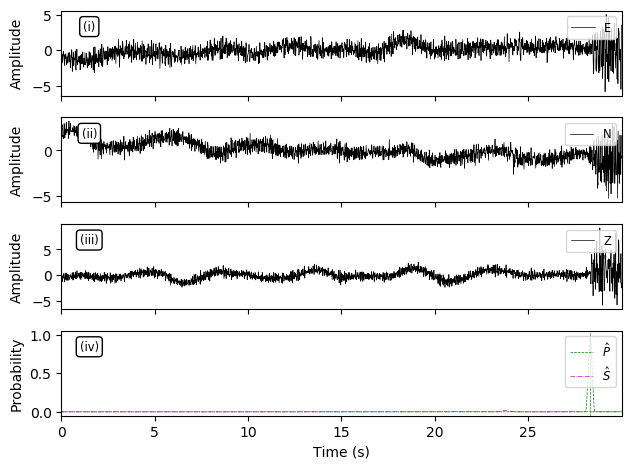 Amplitude
5
0
−5
(i)
E
Amplitude
0
−5
(ii)
N
Amplitude
5
0
−5
(iii)
Z
Probability
1.0
0.5
0.0
(iv)
P̂
Ŝ
0 5 10 15 20 25
Time (s)